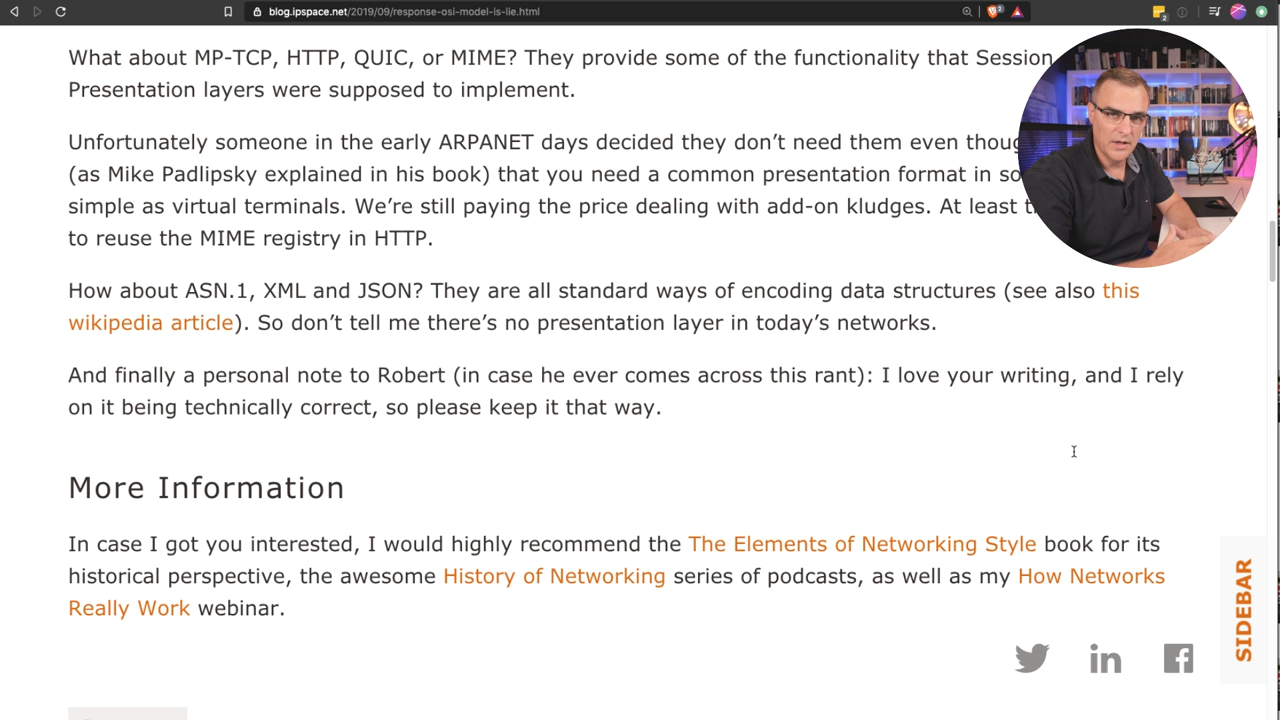 blog.ipspace.net/2019/09/response-osi-model-is-lie.html
2
2
What about MP-TCP, HTTP, QUIC, or MIME? They provide some of the functionality that Session
Presentation layers were supposed to implement.
Unfortunately someone in the early ARPANET days decided they don’t need them even thoug
(as Mike Padlipsky explained in his book) that you need a common presentation format in so
simple as virtual terminals. We’re still paying the price dealing with add-on kludges. At least
to reuse the MIME registry in HTTP.
How about ASN.1, XML and JSON? They are all standard ways of encoding data structures (see also this
wikipedia article). So don’t tell me there’s no presentation layer in today’s networks.
And finally a personal note to Robert (in case he ever comes across this rant): I love your writing, and I rely
on it being technically correct, so please keep it that way.
More Information
In case I got you interested, I would highly recommend the The Elements of Networking Style book for its
historical perspective, the awesome History of Networking series of podcasts, as well as my How Networks
Really Work webinar.
SIDEBAR